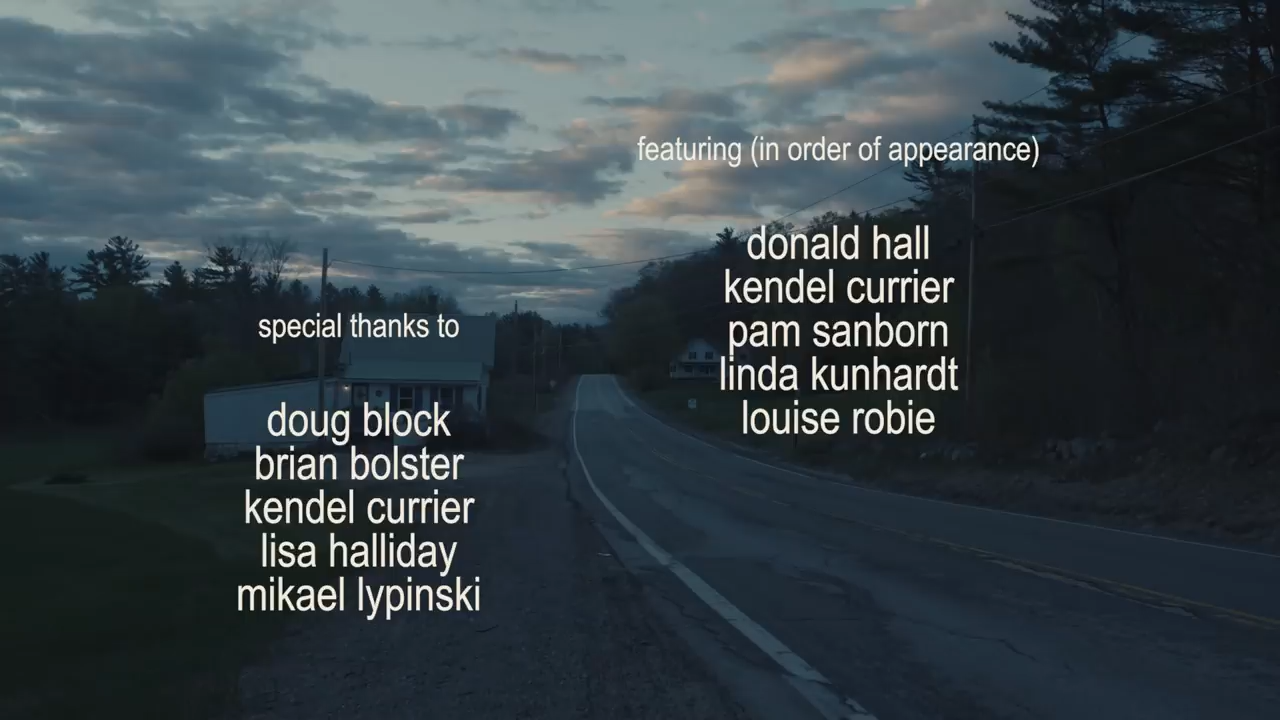 featuring (in order of appearance)
donald hall
kendel currier
pam sanborn
linda kunhardt
louise robie
special thanks to
doug block
brian bolster
kendel currier
lisa halliday
mikael lypinski